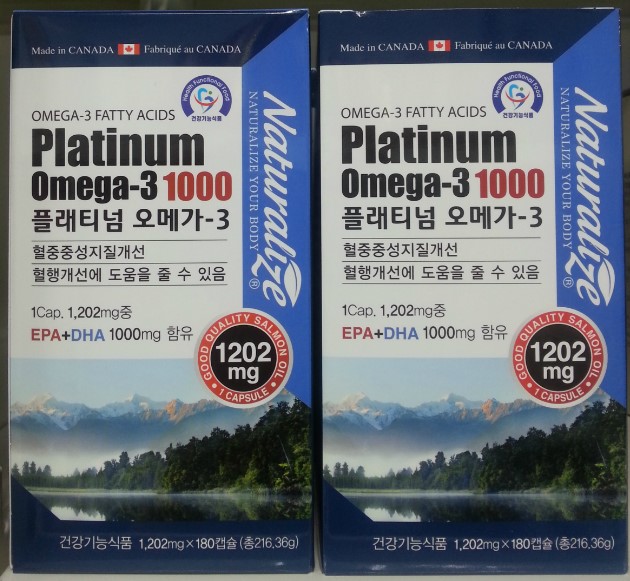 Made in CANADA Fabriqué au CANADA
Health Functional Food
건강기능식품
OMEGA-3 FATTY ACIDS
Platinum
Omega-3 1000
플래티넘 오메가-3
혈중중성지질개선
혈행개선에 도움을 줄 수 있음
1Cap. 1,202mg중
EPA+DHA 1000mg 함유
Naturalize®
NATURALIZE YOUR BODY
GOOD QUALITY SALMON OIL
1202
mg
• 1 CAPSULE •
건강기능식품 1,202mg×180캡슐 (총216.36g)
Made in CANADA Fabriqué au CANADA
Health Functional Food
건강기능식품
OMEGA-3 FATTY ACIDS
Platinum
Omega-3 1000
플래티넘 오메가-3
혈중중성지질개선
혈행개선에 도움을 줄 수 있음
1Cap. 1,202mg중
EPA+DHA 1000mg 함유
Naturalize®
NATURALIZE YOUR BODY
GOOD QUALITY SALMON OIL
1202
mg
• 1 CAPSULE •
건강기능식품 1,202mg×180캡슐 (총216.36g)